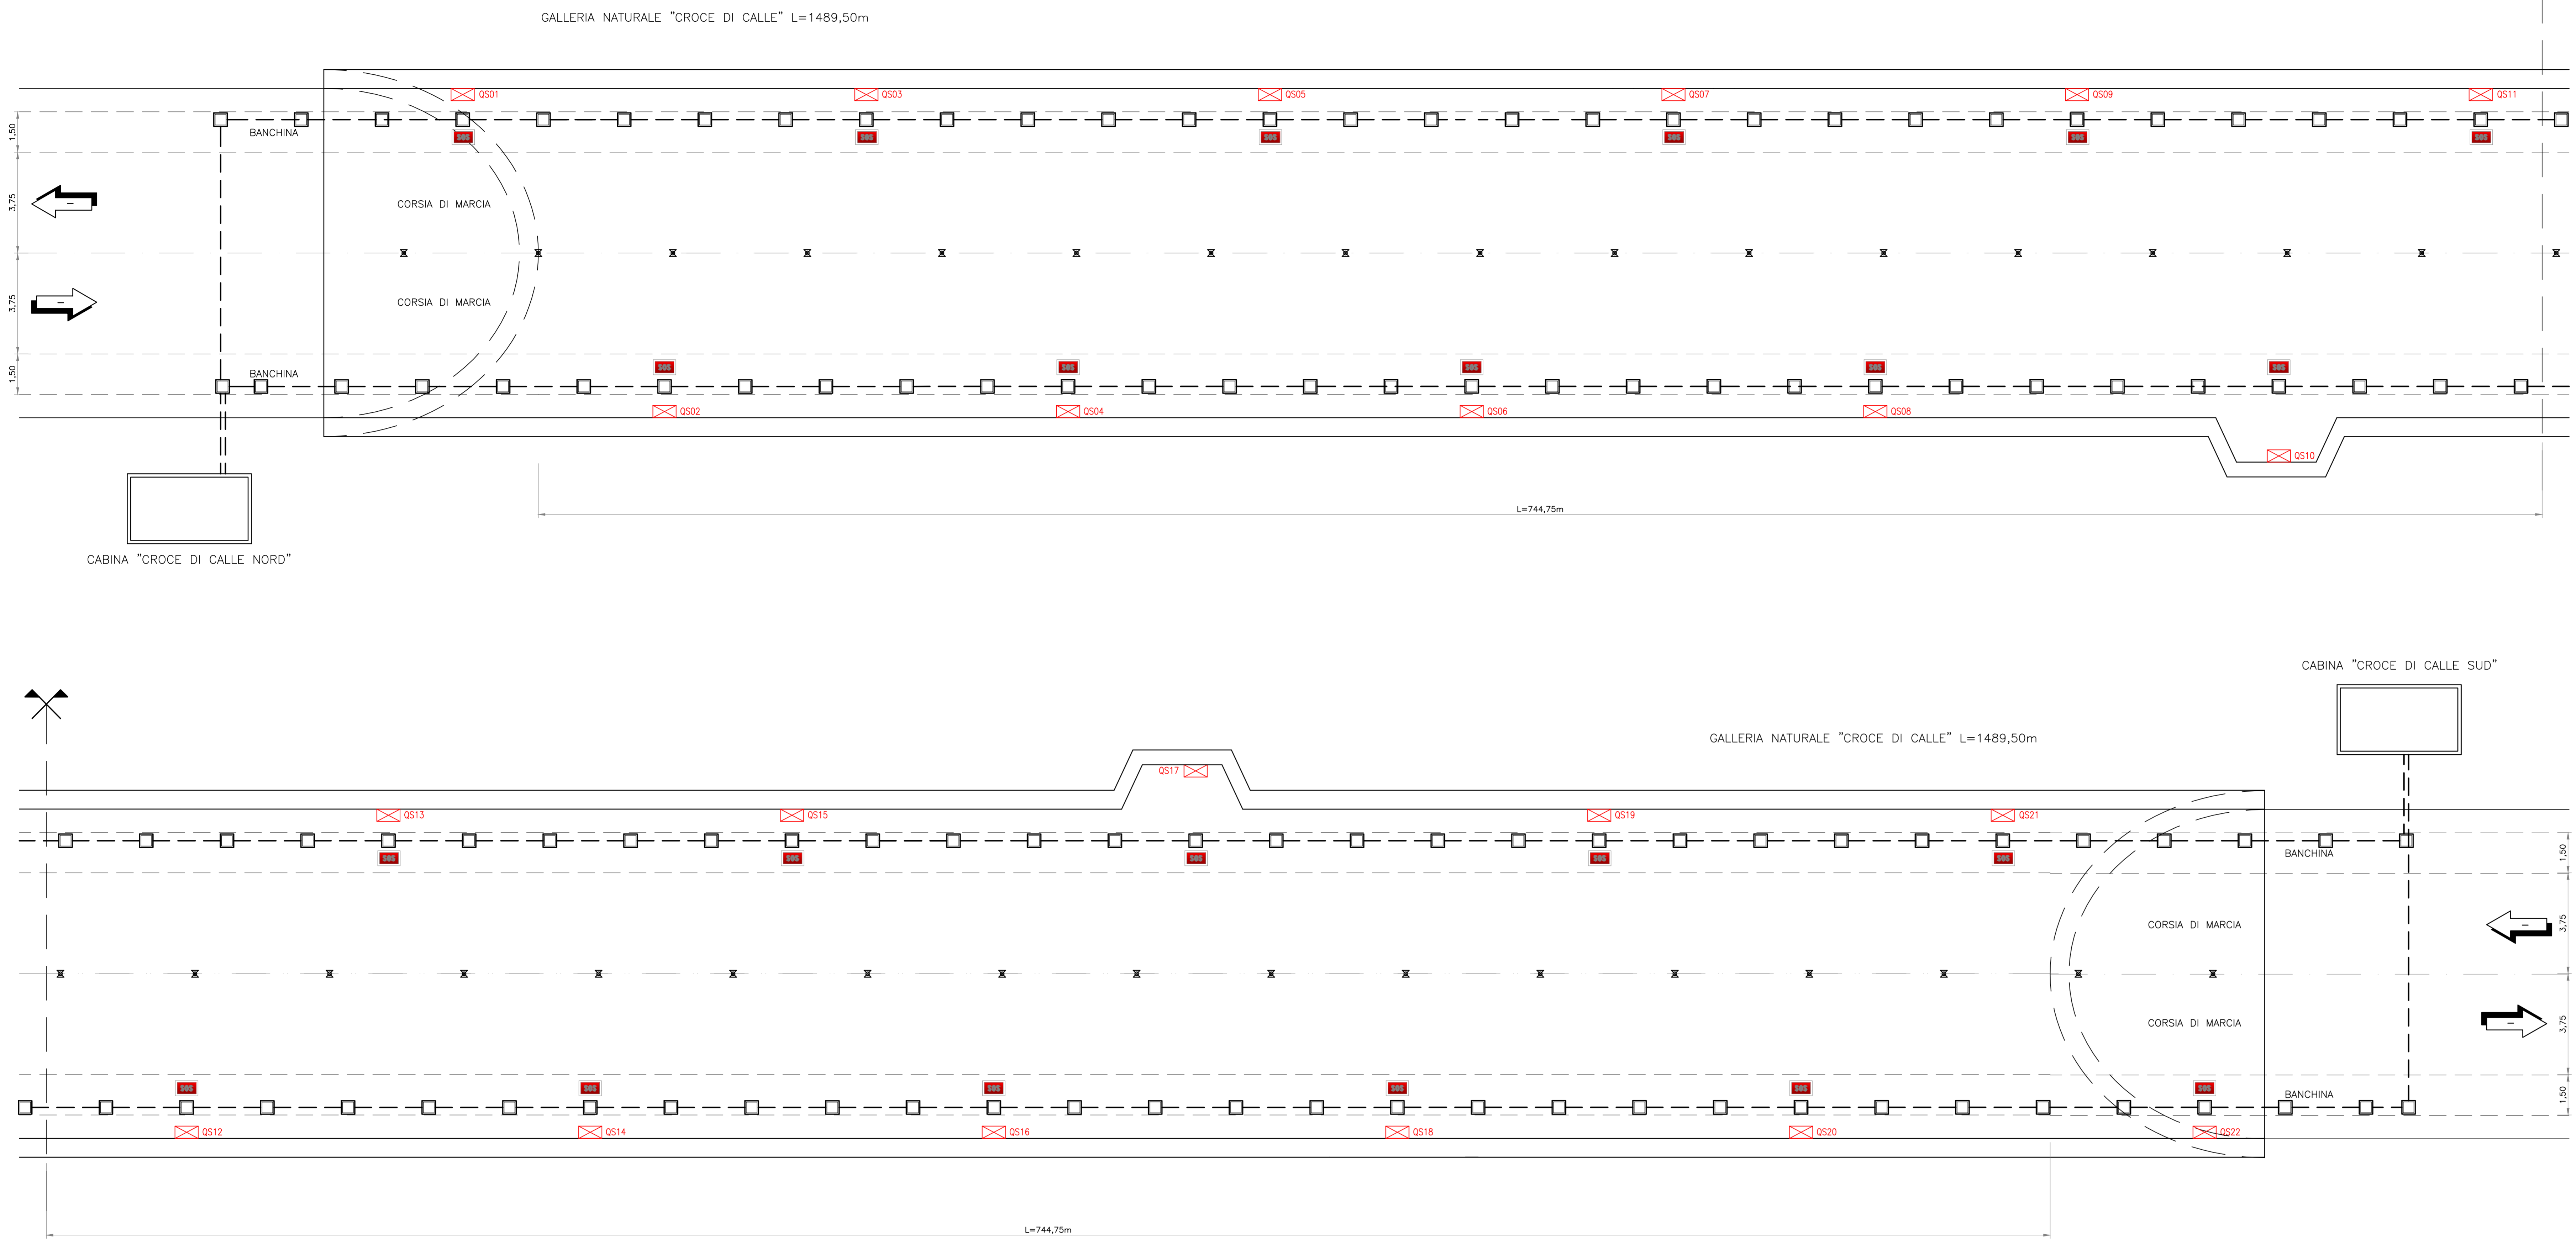 GALLERIA NATURALE "CROCE DI CALLE" L=1489,50m
QS01 QS03 QS05 QS07 QS09 QS11
1,50
BANCHINA
SOS SOS SOS SOS SOS SOS
3,75
CORSIA DI MARCIA
3,75
CORSIA DI MARCIA
SOS SOS SOS SOS SOS
1,50
BANCHINA
QS02 QS04 QS06 QS08
QS10
L=744,75m
CABINA "CROCE DI CALLE NORD"
CABINA "CROCE DI CALLE SUD"
GALLERIA NATURALE "CROCE DI CALLE" L=1489,50m
QS17
QS13 QS15 QS19 QS21
BANCHINA
1,50
SOS SOS SOS SOS SOS
CORSIA DI MARCIA
3,75
CORSIA DI MARCIA
3,75
SOS SOS SOS SOS SOS SOS
BANCHINA
1,50
QS12 QS14 QS16 QS18 QS20 QS22
L=744,75m